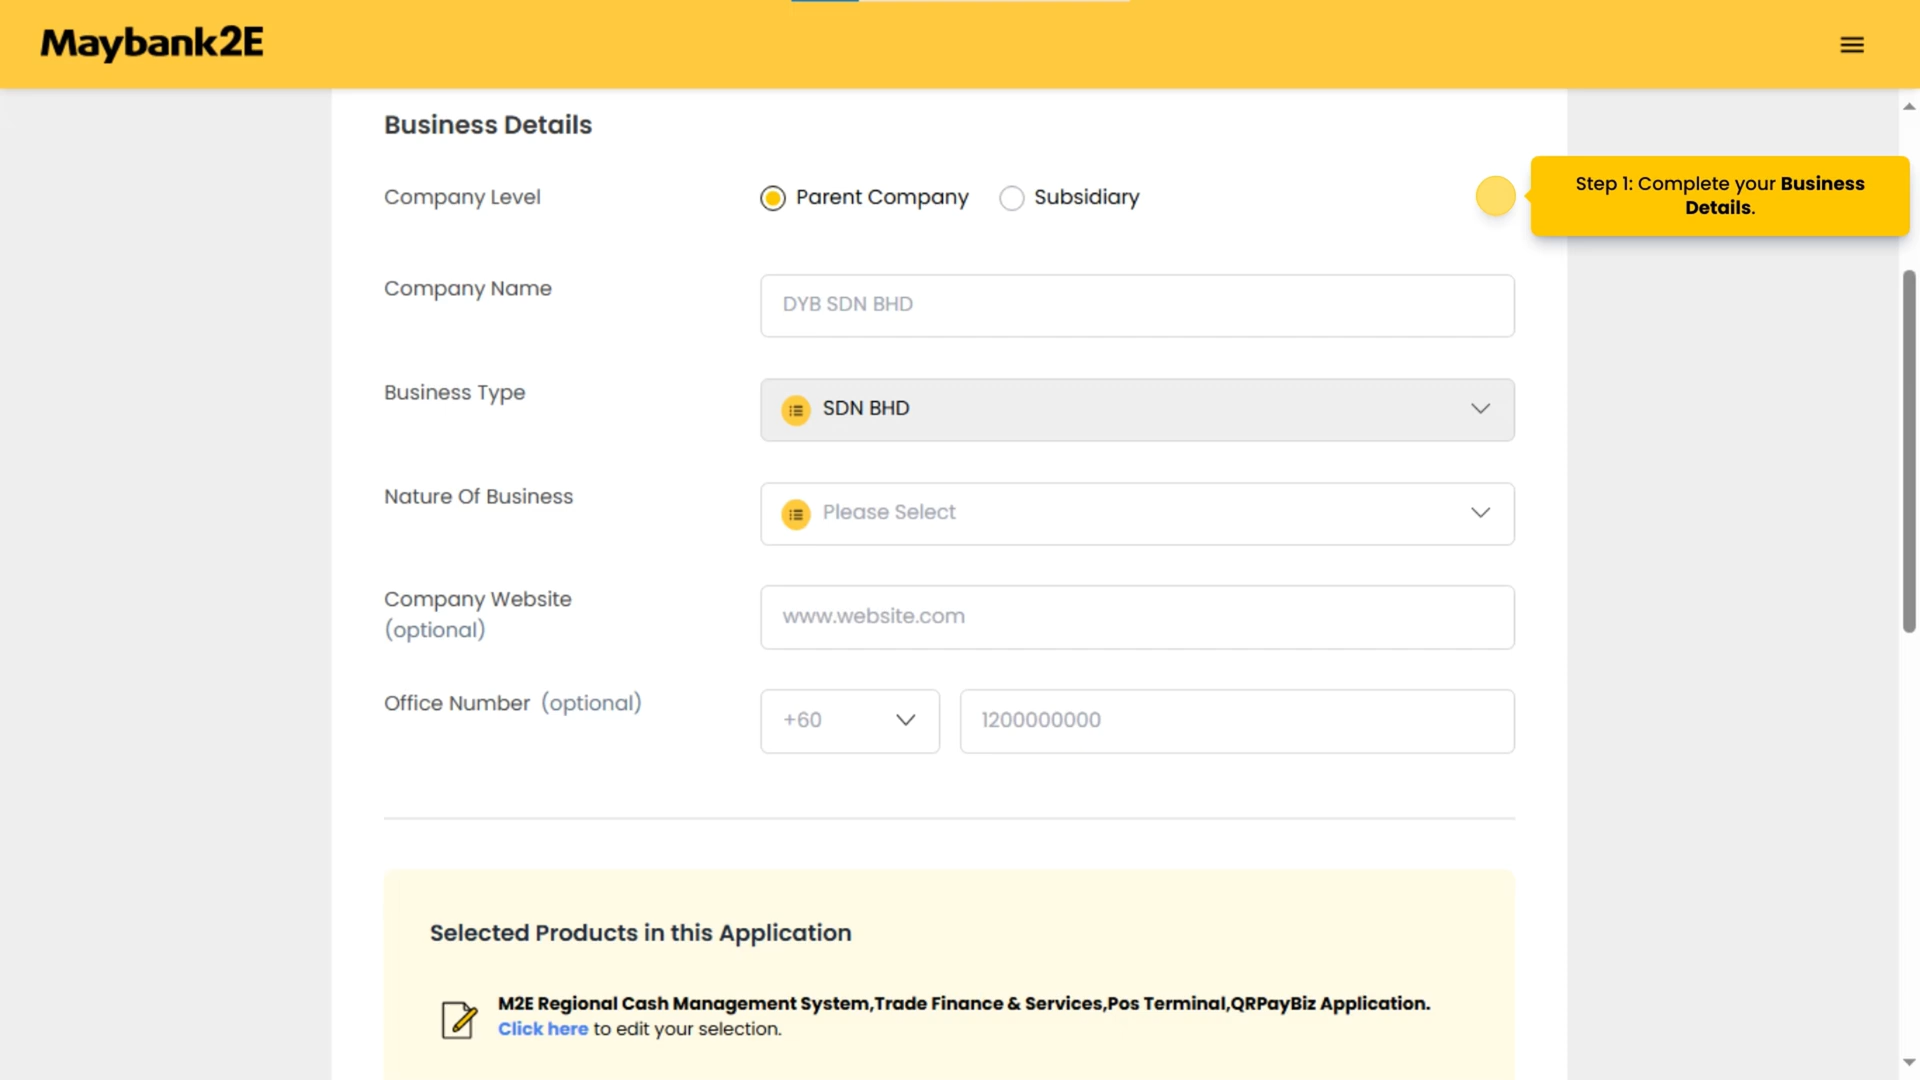 Maybank2E
Business Details
Company Level
Parent Company
Subsidiary
Step 1: Complete your Business
Details.
Company Name
DYB SDN BHD
Business Type
SDN BHD
Nature Of Business
Please Select
Company Website
(optional)
www.website.com
Office Number (optional)
+60
1200000000
Selected Products in this Application
M2E Regional Cash Management System,Trade Finance & Services,Pos Terminal,QRPayBiz Application.
Click here to edit your selection.